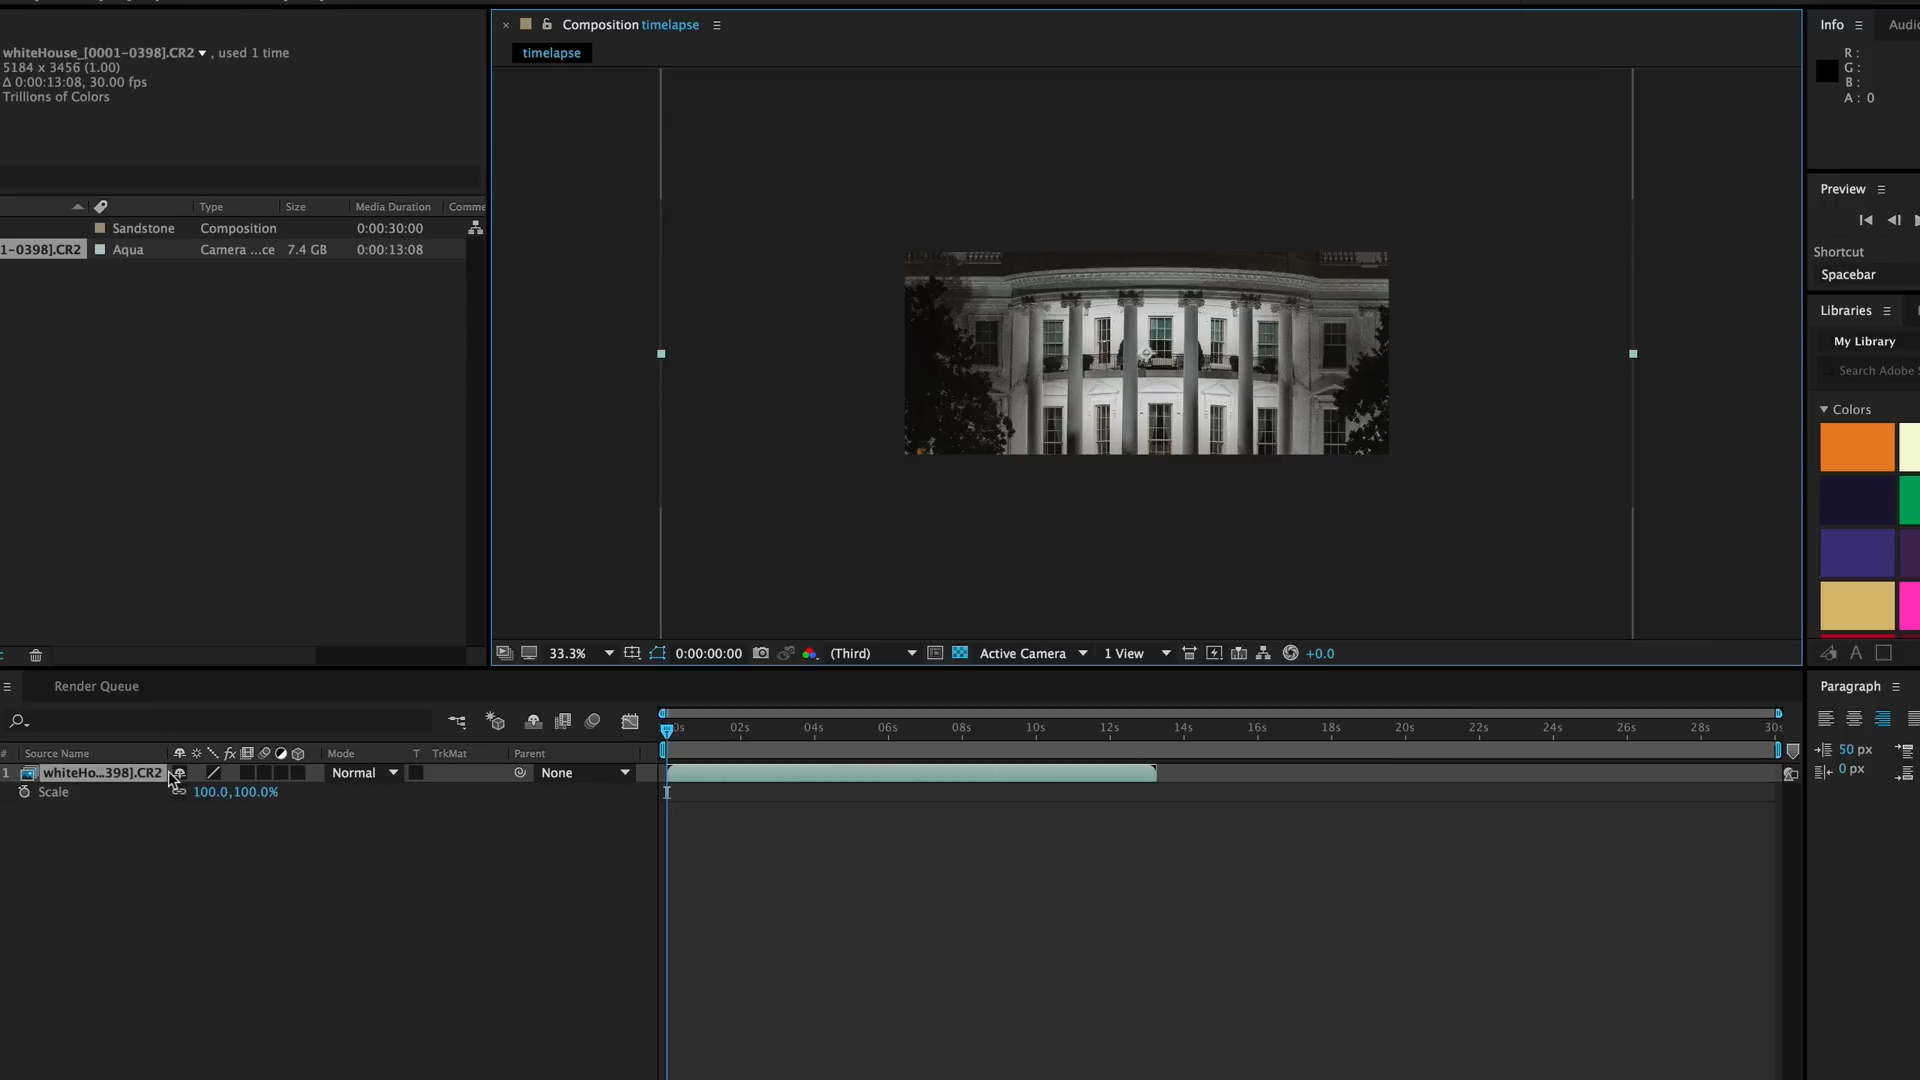 whiteHouse_[0001-0398].CR2 , used 1 time
5184 x 3456 (1.00)
Δ 0:00:13:08, 30.00 fps
Trillions of Colors
Type Size Media Duration Comme
Sandstone Composition 0:00:30:00
1-0398].CR2 Aqua Camera ...ce 7.4 GB 0:00:13:08
× Composition timelapse
timelapse
33.3% 0:00:00:00 (Third) Active Camera 1 View +0.0
Info Audi
R :
G :
B :
A : 0
Preview
Shortcut
Spacebar
Libraries
My Library
Search Adobe S
Colors
A
Render Queue
# Source Name fx Mode T TrkMat Parent
1 whiteHo...398].CR2 Normal None
Scale 100.0,100.0%
0s 02s 04s 06s 08s 10s 12s 14s 16s 18s 20s 22s 24s 26s 28s 30s
Paragraph
50 px
0 px